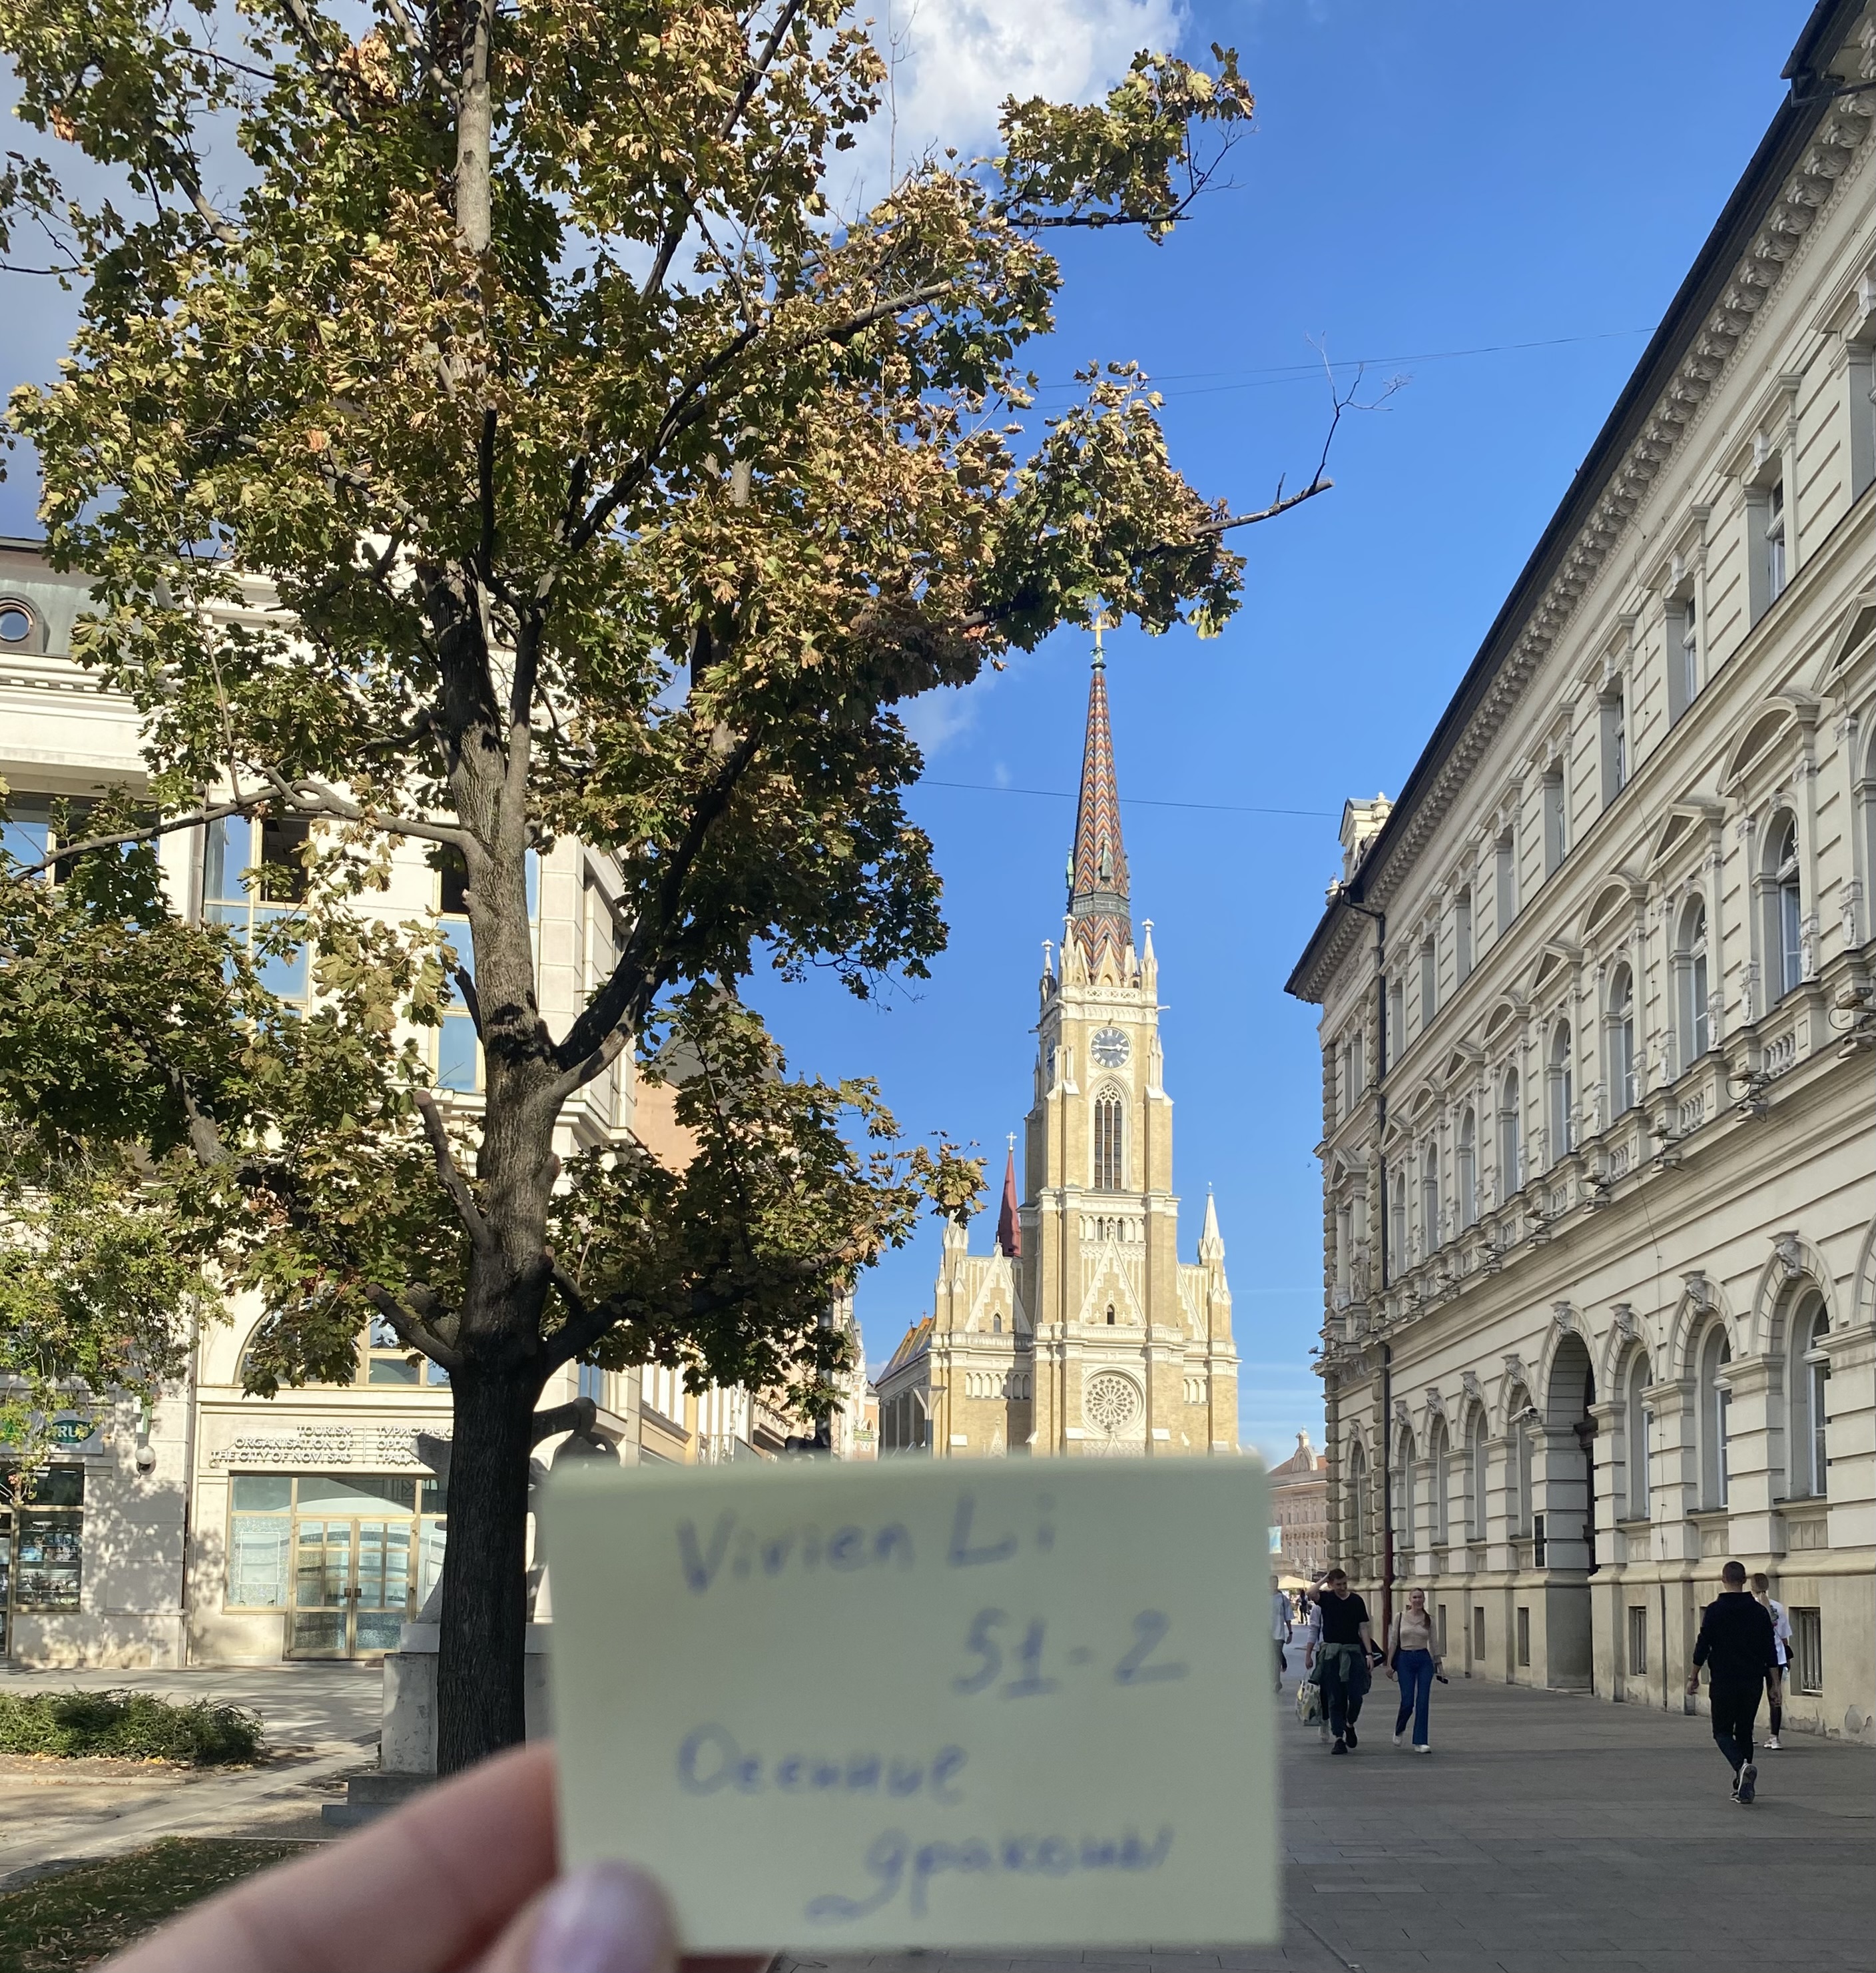 TOURISM
ORGANISATION OF
THE CITY OF NOVI SAD
Vivien Li
51-2
Осенние
драконы